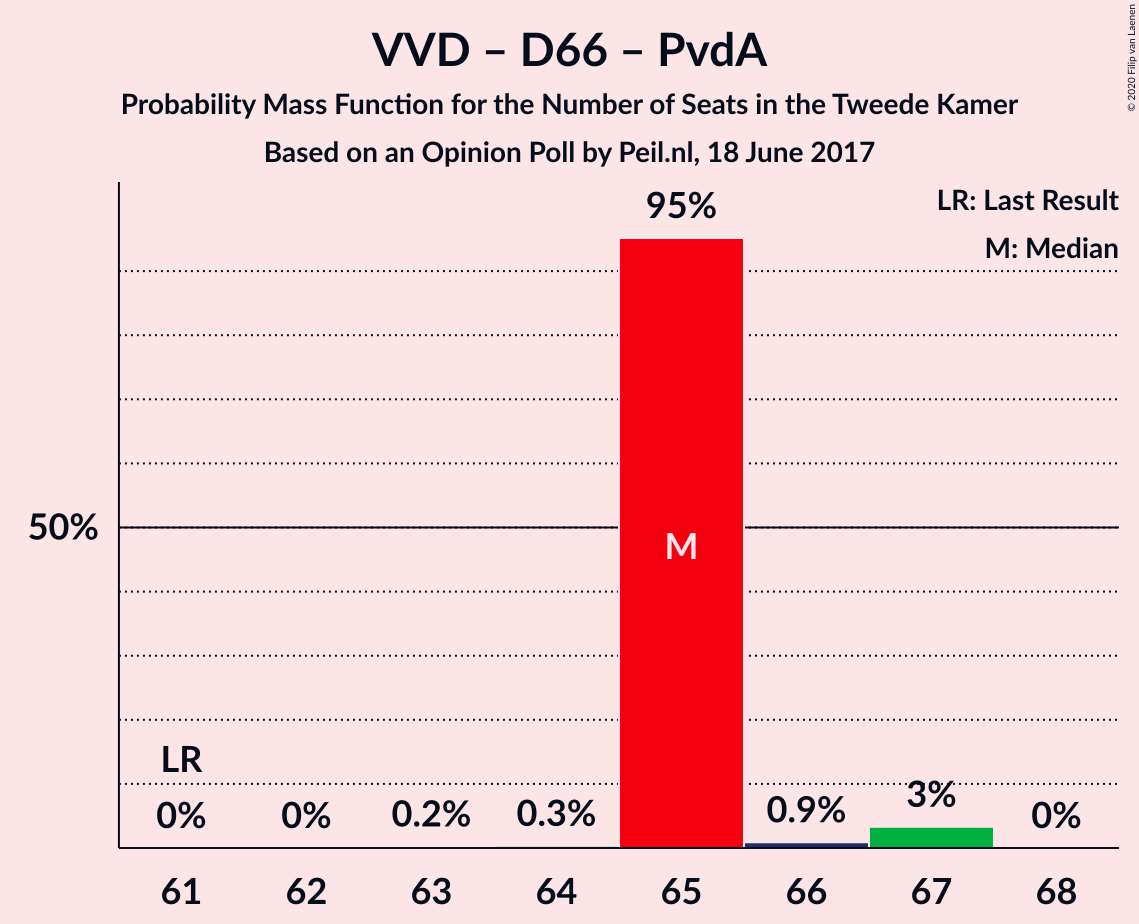 VVD – D66 – PvdA
Probability Mass Function for the Number of Seats in the Tweede Kamer
Based on an Opinion Poll by Peil.nl, 18 June 2017
© 2020 Filip van Laenen
LR: Last Result
M: Median
95%
50%
M
LR
0% 0% 0.2% 0.3% 0.9% 3% 0%
61 62 63 64 65 66 67 68